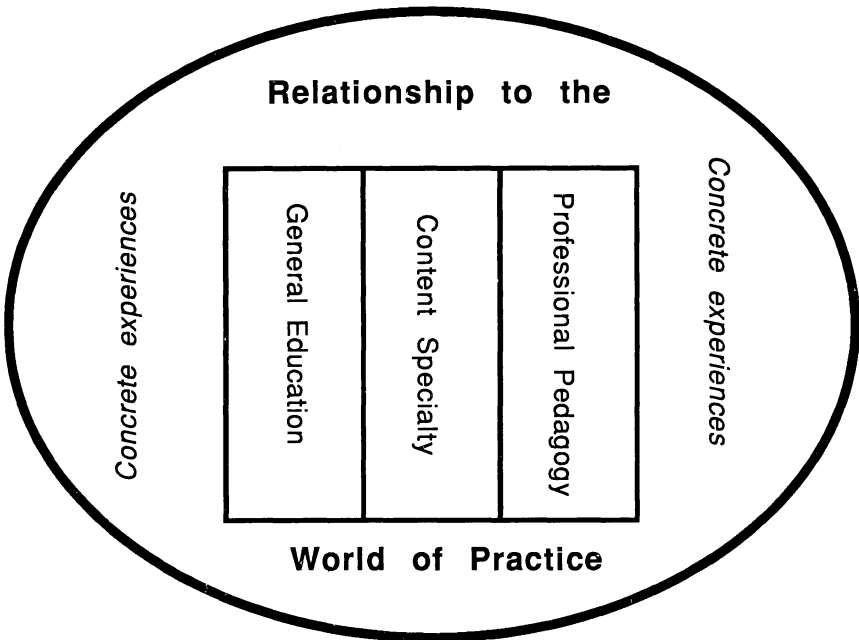 Relationship to the
Concrete experiences
General Education
Content Specialty
Professional Pedagogy
Concrete experiences
World of Practice